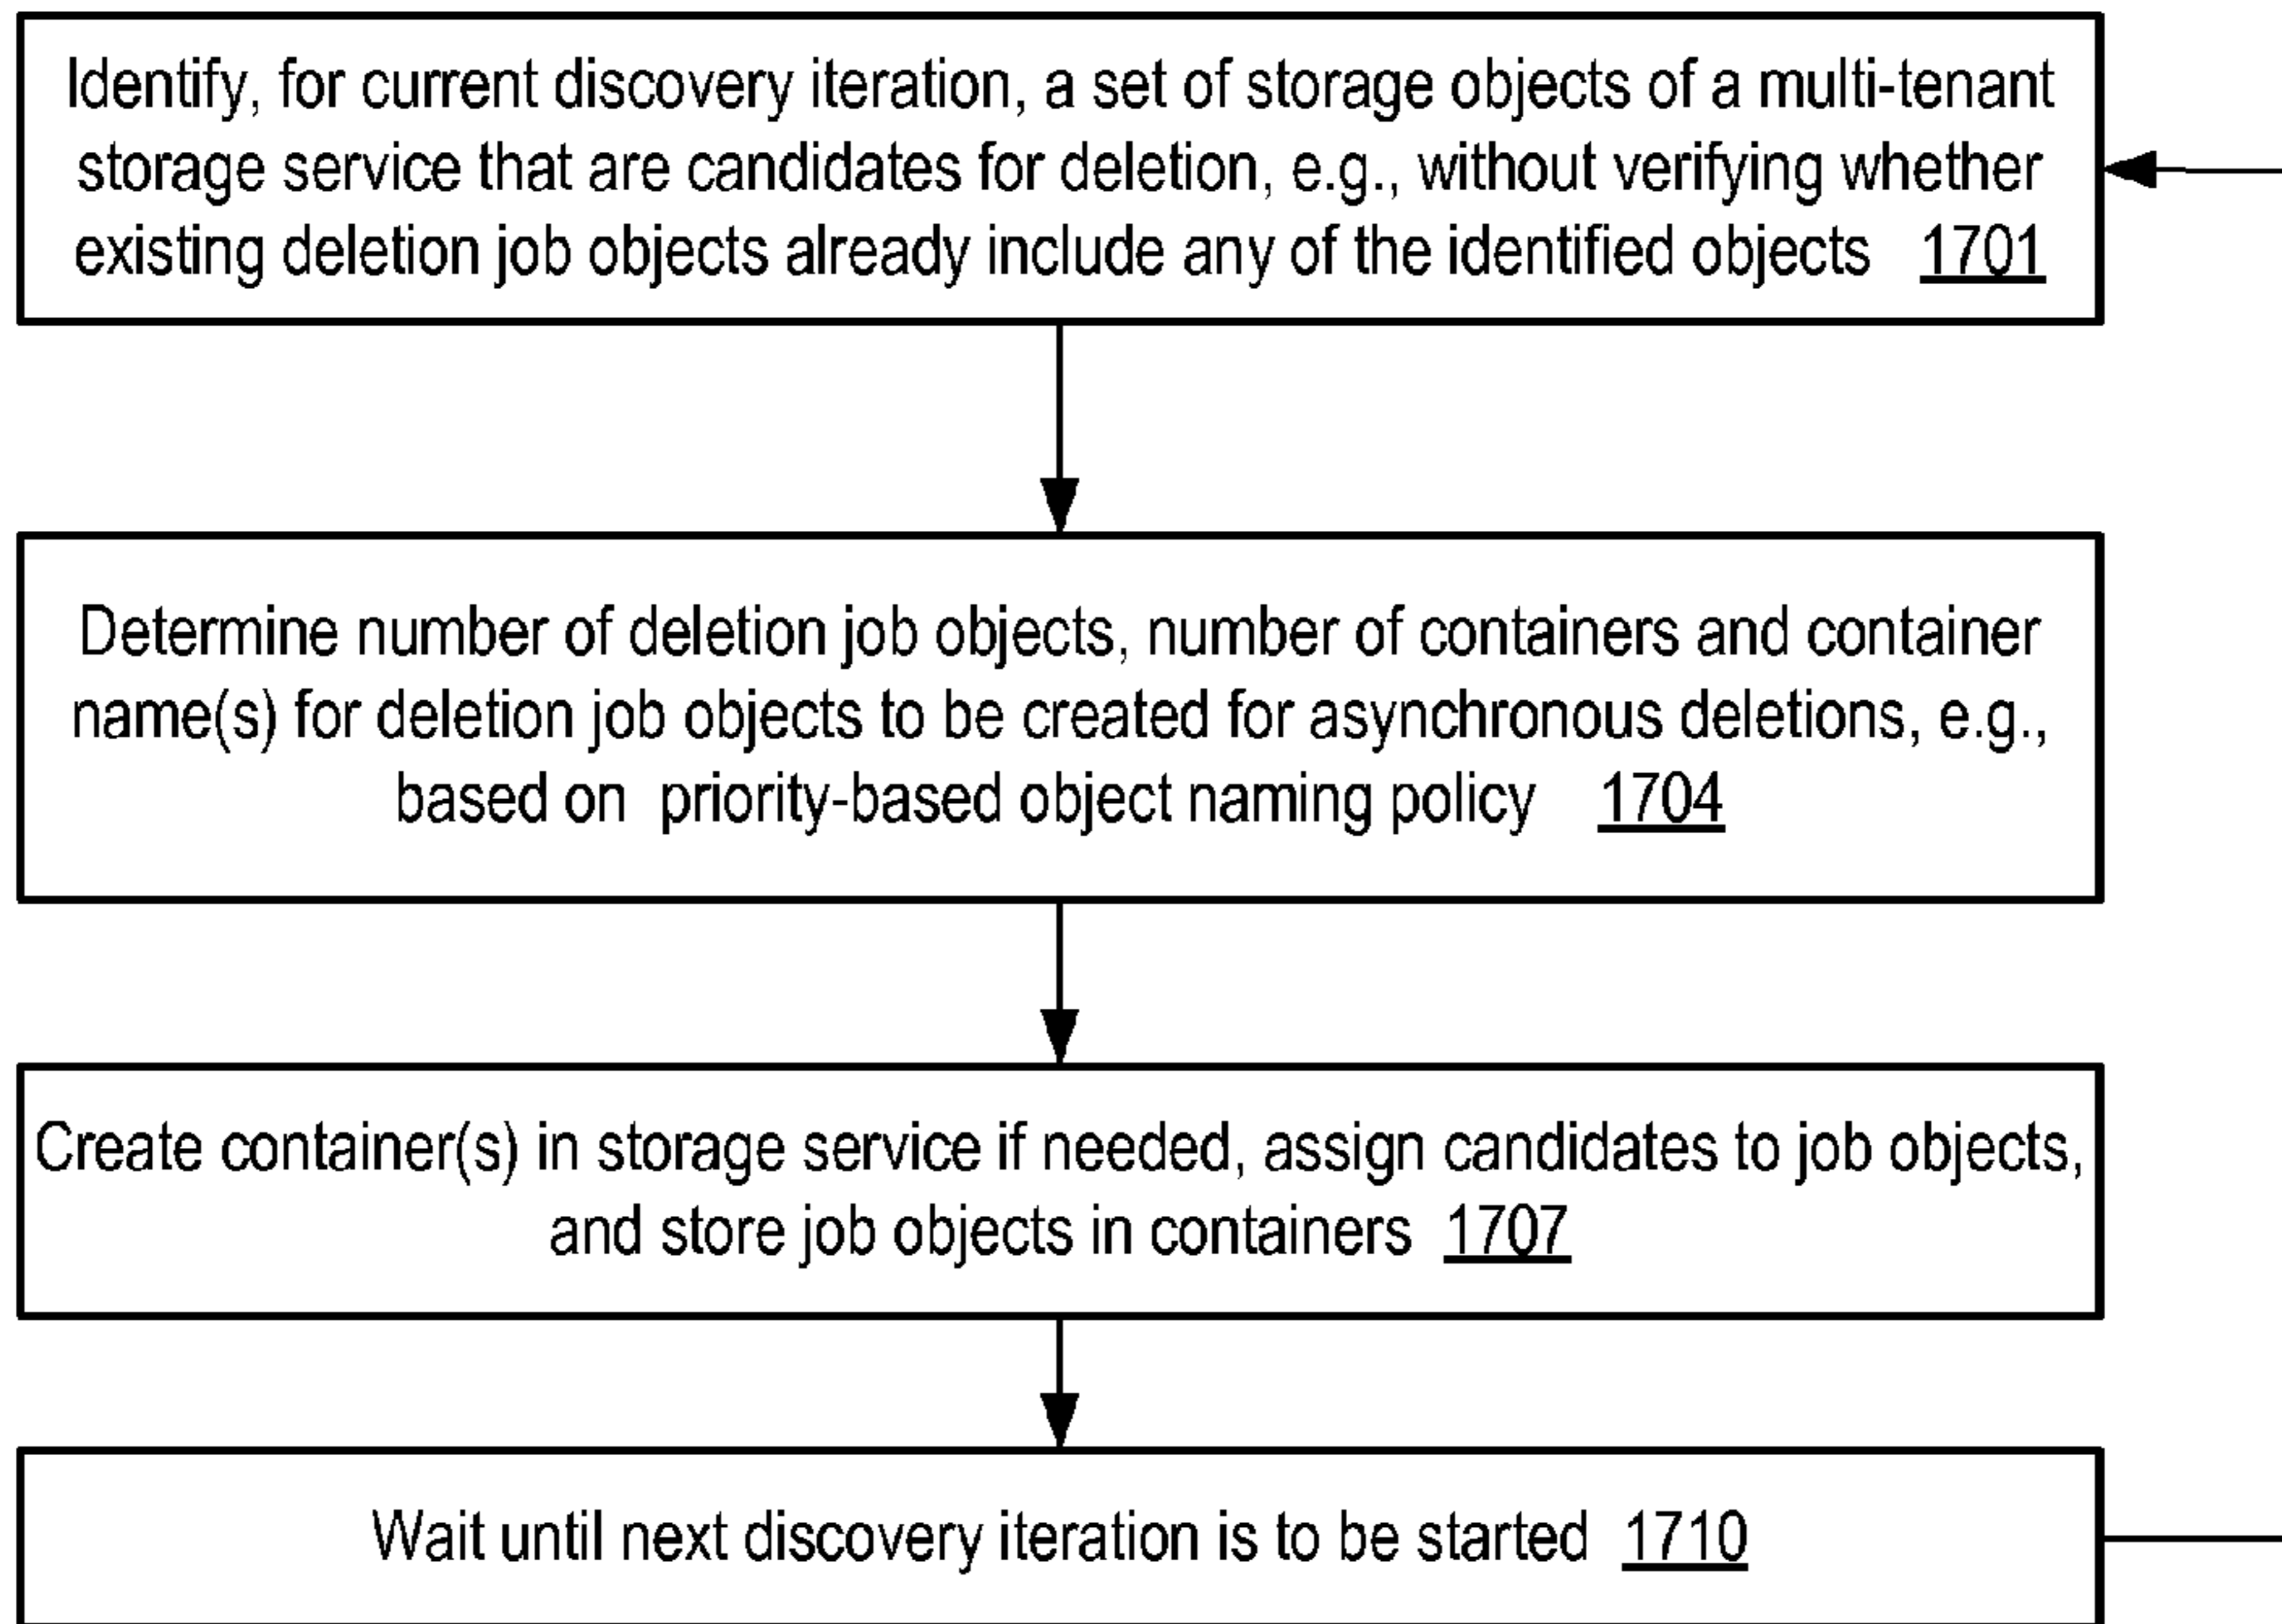 Identify, for current discovery iteration, a set of storage objects of a multi-tenant
storage service that are candidates for deletion, e.g., without verifying whether
existing deletion job objects already include any of the identified objects 1701
Determine number of deletion job objects, number of containers and container
name(s) for deletion job objects to be created for asynchronous deletions, e.g.,
based on priority-based object naming policy 1704
Create container(s) in storage service if needed, assign candidates to job objects,
and store job objects in containers 1707
Wait until next discovery iteration is to be started 1710